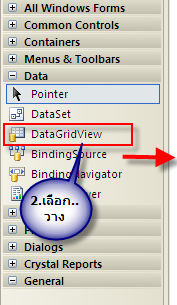 All Windows Forms
Common Controls
Containers
Menus & Toolbars
Data
Pointer
DataSet
DataGridView
BindingSource
BindingNavigator
2.เลือก..
วาง
Dialogs
Crystal Reports
General